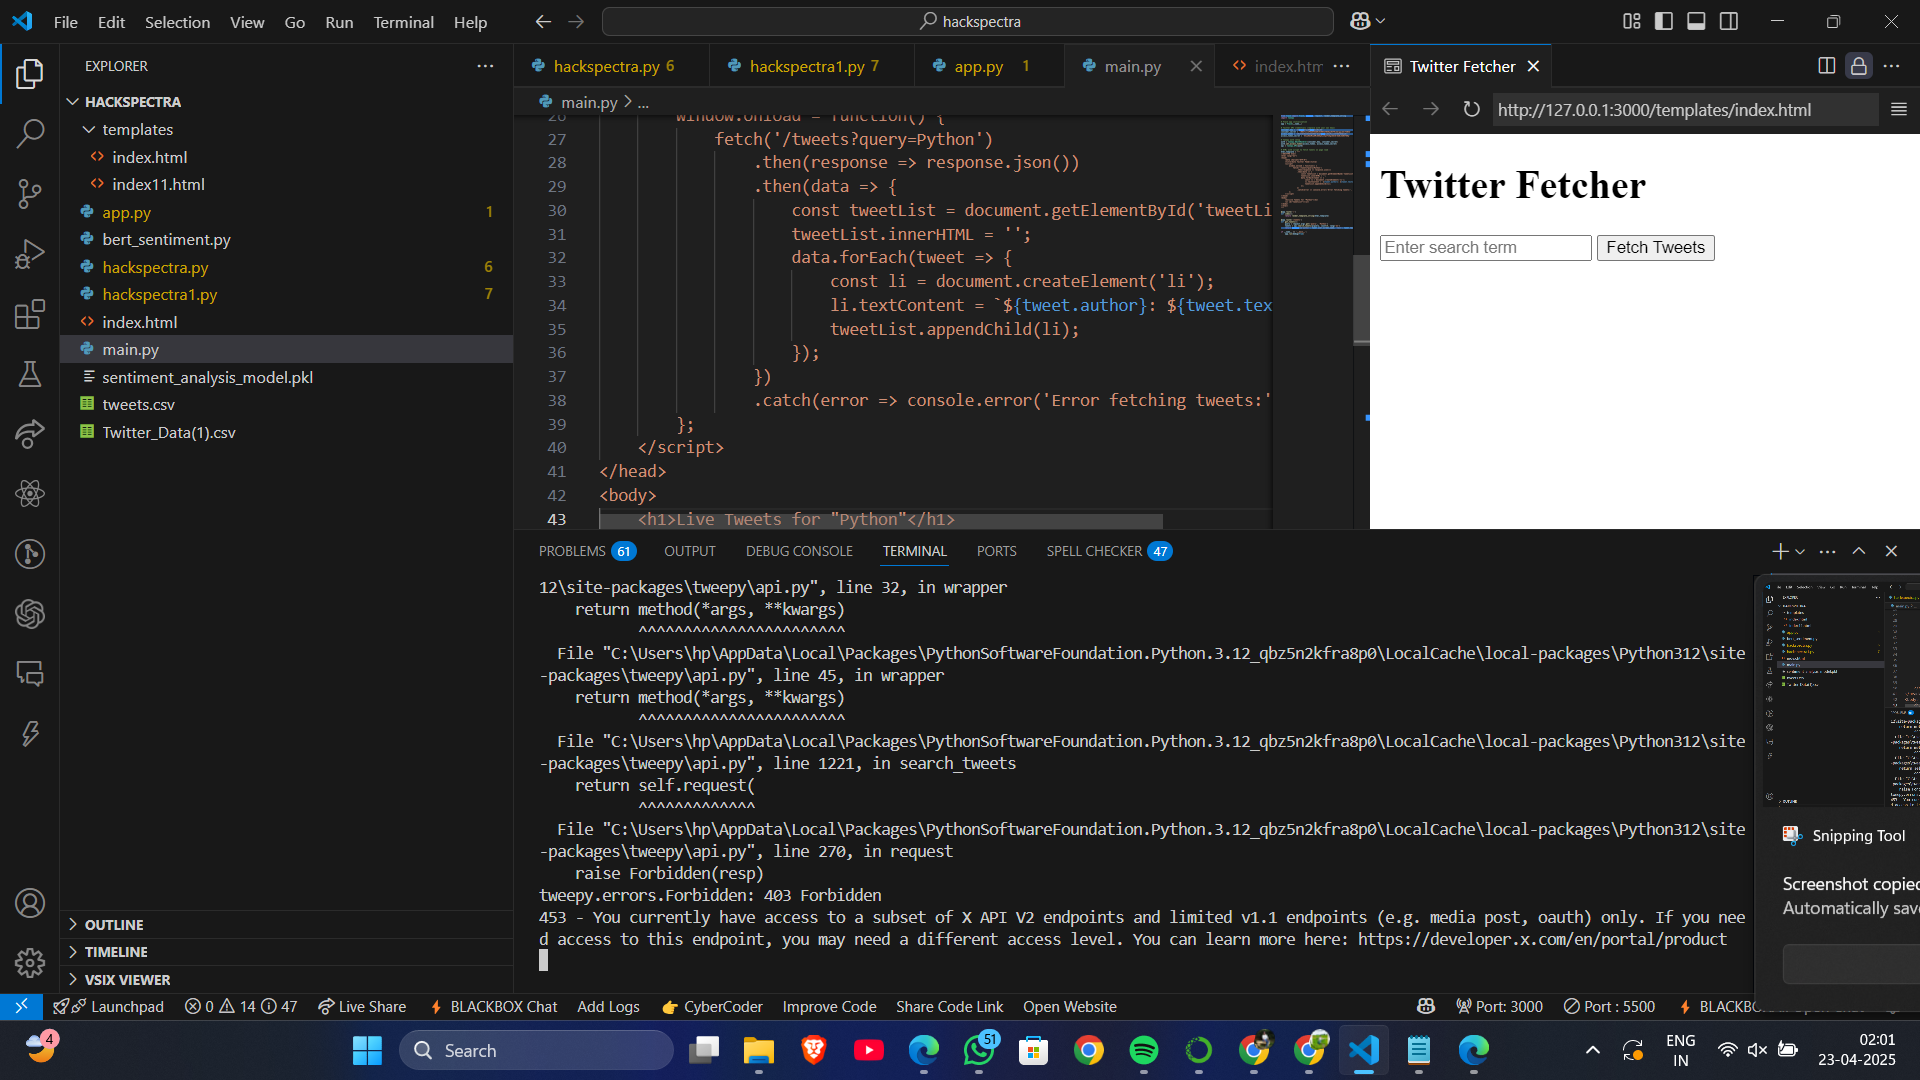 File Edit Selection View Go Run Terminal Help
hackspectra
EXPLORER
HACKSPECTRA
templates
index.html
index11.html
app.py 1
bert_sentiment.py
hackspectra.py 6
hackspectra1.py 7
index.html
main.py
sentiment_analysis_model.pkl
tweets.csv
Twitter_Data(1).csv
OUTLINE
TIMELINE
VSIX VIEWER
hackspectra.py 6 hackspectra1.py 7 app.py 1 main.py
main.py > ...
26 window.onload = function() {
27 fetch('/tweets?query=Python')
28 .then(response => response.json())
29 .then(data => {
30 const tweetList = document.getElementById('tweetLi
31 tweetList.innerHTML = '';
32 data.forEach(tweet => {
33 const li = document.createElement('li');
34 li.textContent = `${tweet.author}: ${tweet.tex
35 tweetList.appendChild(li);
36 });
37 })
38 .catch(error => console.error('Error fetching tweets:'
39 };
40 </script>
41 </head>
42 <body>
43 <h1>Live Tweets for "Python"</h1>
Twitter Fetcher
http://127.0.0.1:3000/templates/index.html
Twitter Fetcher
Enter search term Fetch Tweets
PROBLEMS 61 OUTPUT DEBUG CONSOLE TERMINAL PORTS SPELL CHECKER 47
12\site-packages\tweepy\api.py", line 32, in wrapper
return method(*args, **kwargs)
^^^^^^^^^^^^^^^^^^^^^^^
File "C:\Users\hp\AppData\Local\Packages\PythonSoftwareFoundation.Python.3.12_qbz5n2kfra8p0\LocalCache\local-packages\Python312\site
-packages\tweepy\api.py", line 45, in wrapper
return method(*args, **kwargs)
^^^^^^^^^^^^^^^^^^^^^^^
File "C:\Users\hp\AppData\Local\Packages\PythonSoftwareFoundation.Python.3.12_qbz5n2kfra8p0\LocalCache\local-packages\Python312\site
-packages\tweepy\api.py", line 1221, in search_tweets
return self.request(
^^^^^^^^^^^^^
File "C:\Users\hp\AppData\Local\Packages\PythonSoftwareFoundation.Python.3.12_qbz5n2kfra8p0\LocalCache\local-packages\Python312\site
-packages\tweepy\api.py", line 270, in request
raise Forbidden(resp)
tweepy.errors.Forbidden: 403 Forbidden
453 - You currently have access to a subset of X API V2 endpoints and limited v1.1 endpoints (e.g. media post, oauth) only. If you nee
d access to this endpoint, you may need a different access level. You can learn more here: https://developer.x.com/en/portal/product
Snipping Tool
Screenshot copied
Automatically save
Launchpad 0 14 47 Live Share BLACKBOX Chat Add Logs CyberCoder Improve Code Share Code Link Open Website Port: 3000 Port : 5500
4
Search
51
ENG
IN
02:01
23-04-2025